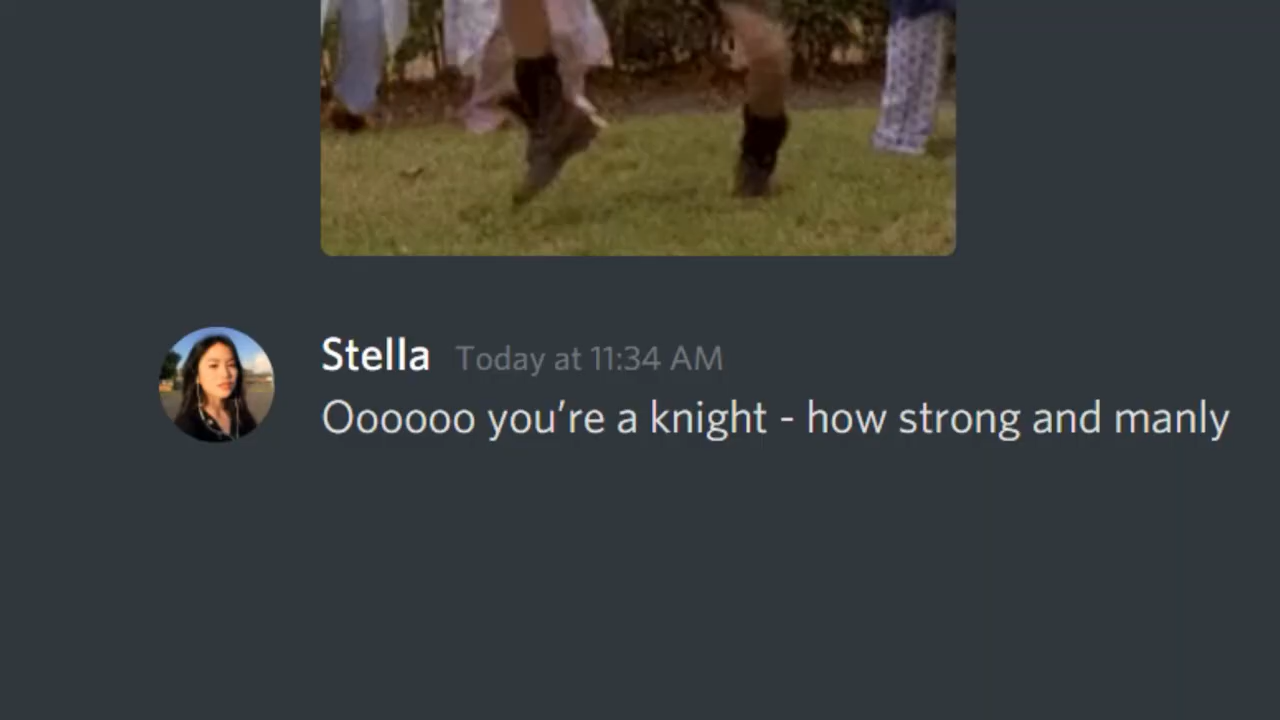 Stella Today at 11:34 AM
Oooooo you’re a knight - how strong and manly